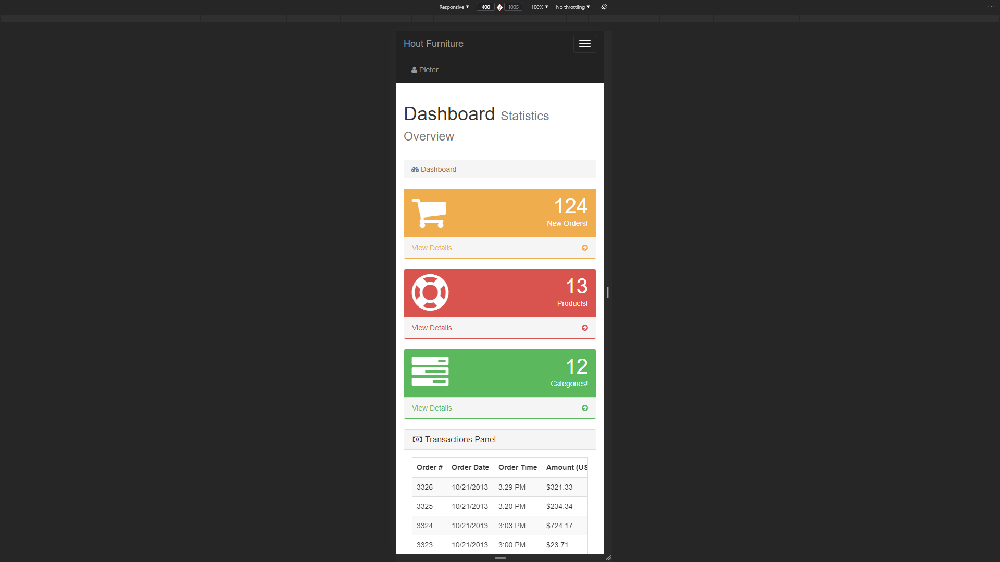 Responsive ▼ 400 1005 100% ▼ No throttling ▼
Hout Furniture
Pieter
Dashboard Statistics
Overview
Dashboard
124
New Orders!
View Details
13
Products!
View Details
12
Categories!
View Details
Transactions Panel
Order # Order Date Order Time Amount (US
3326 10/21/2013 3:29 PM $321.33
3325 10/21/2013 3:20 PM $234.34
3324 10/21/2013 3:03 PM $724.17
3323 10/21/2013 3:00 PM $23.71